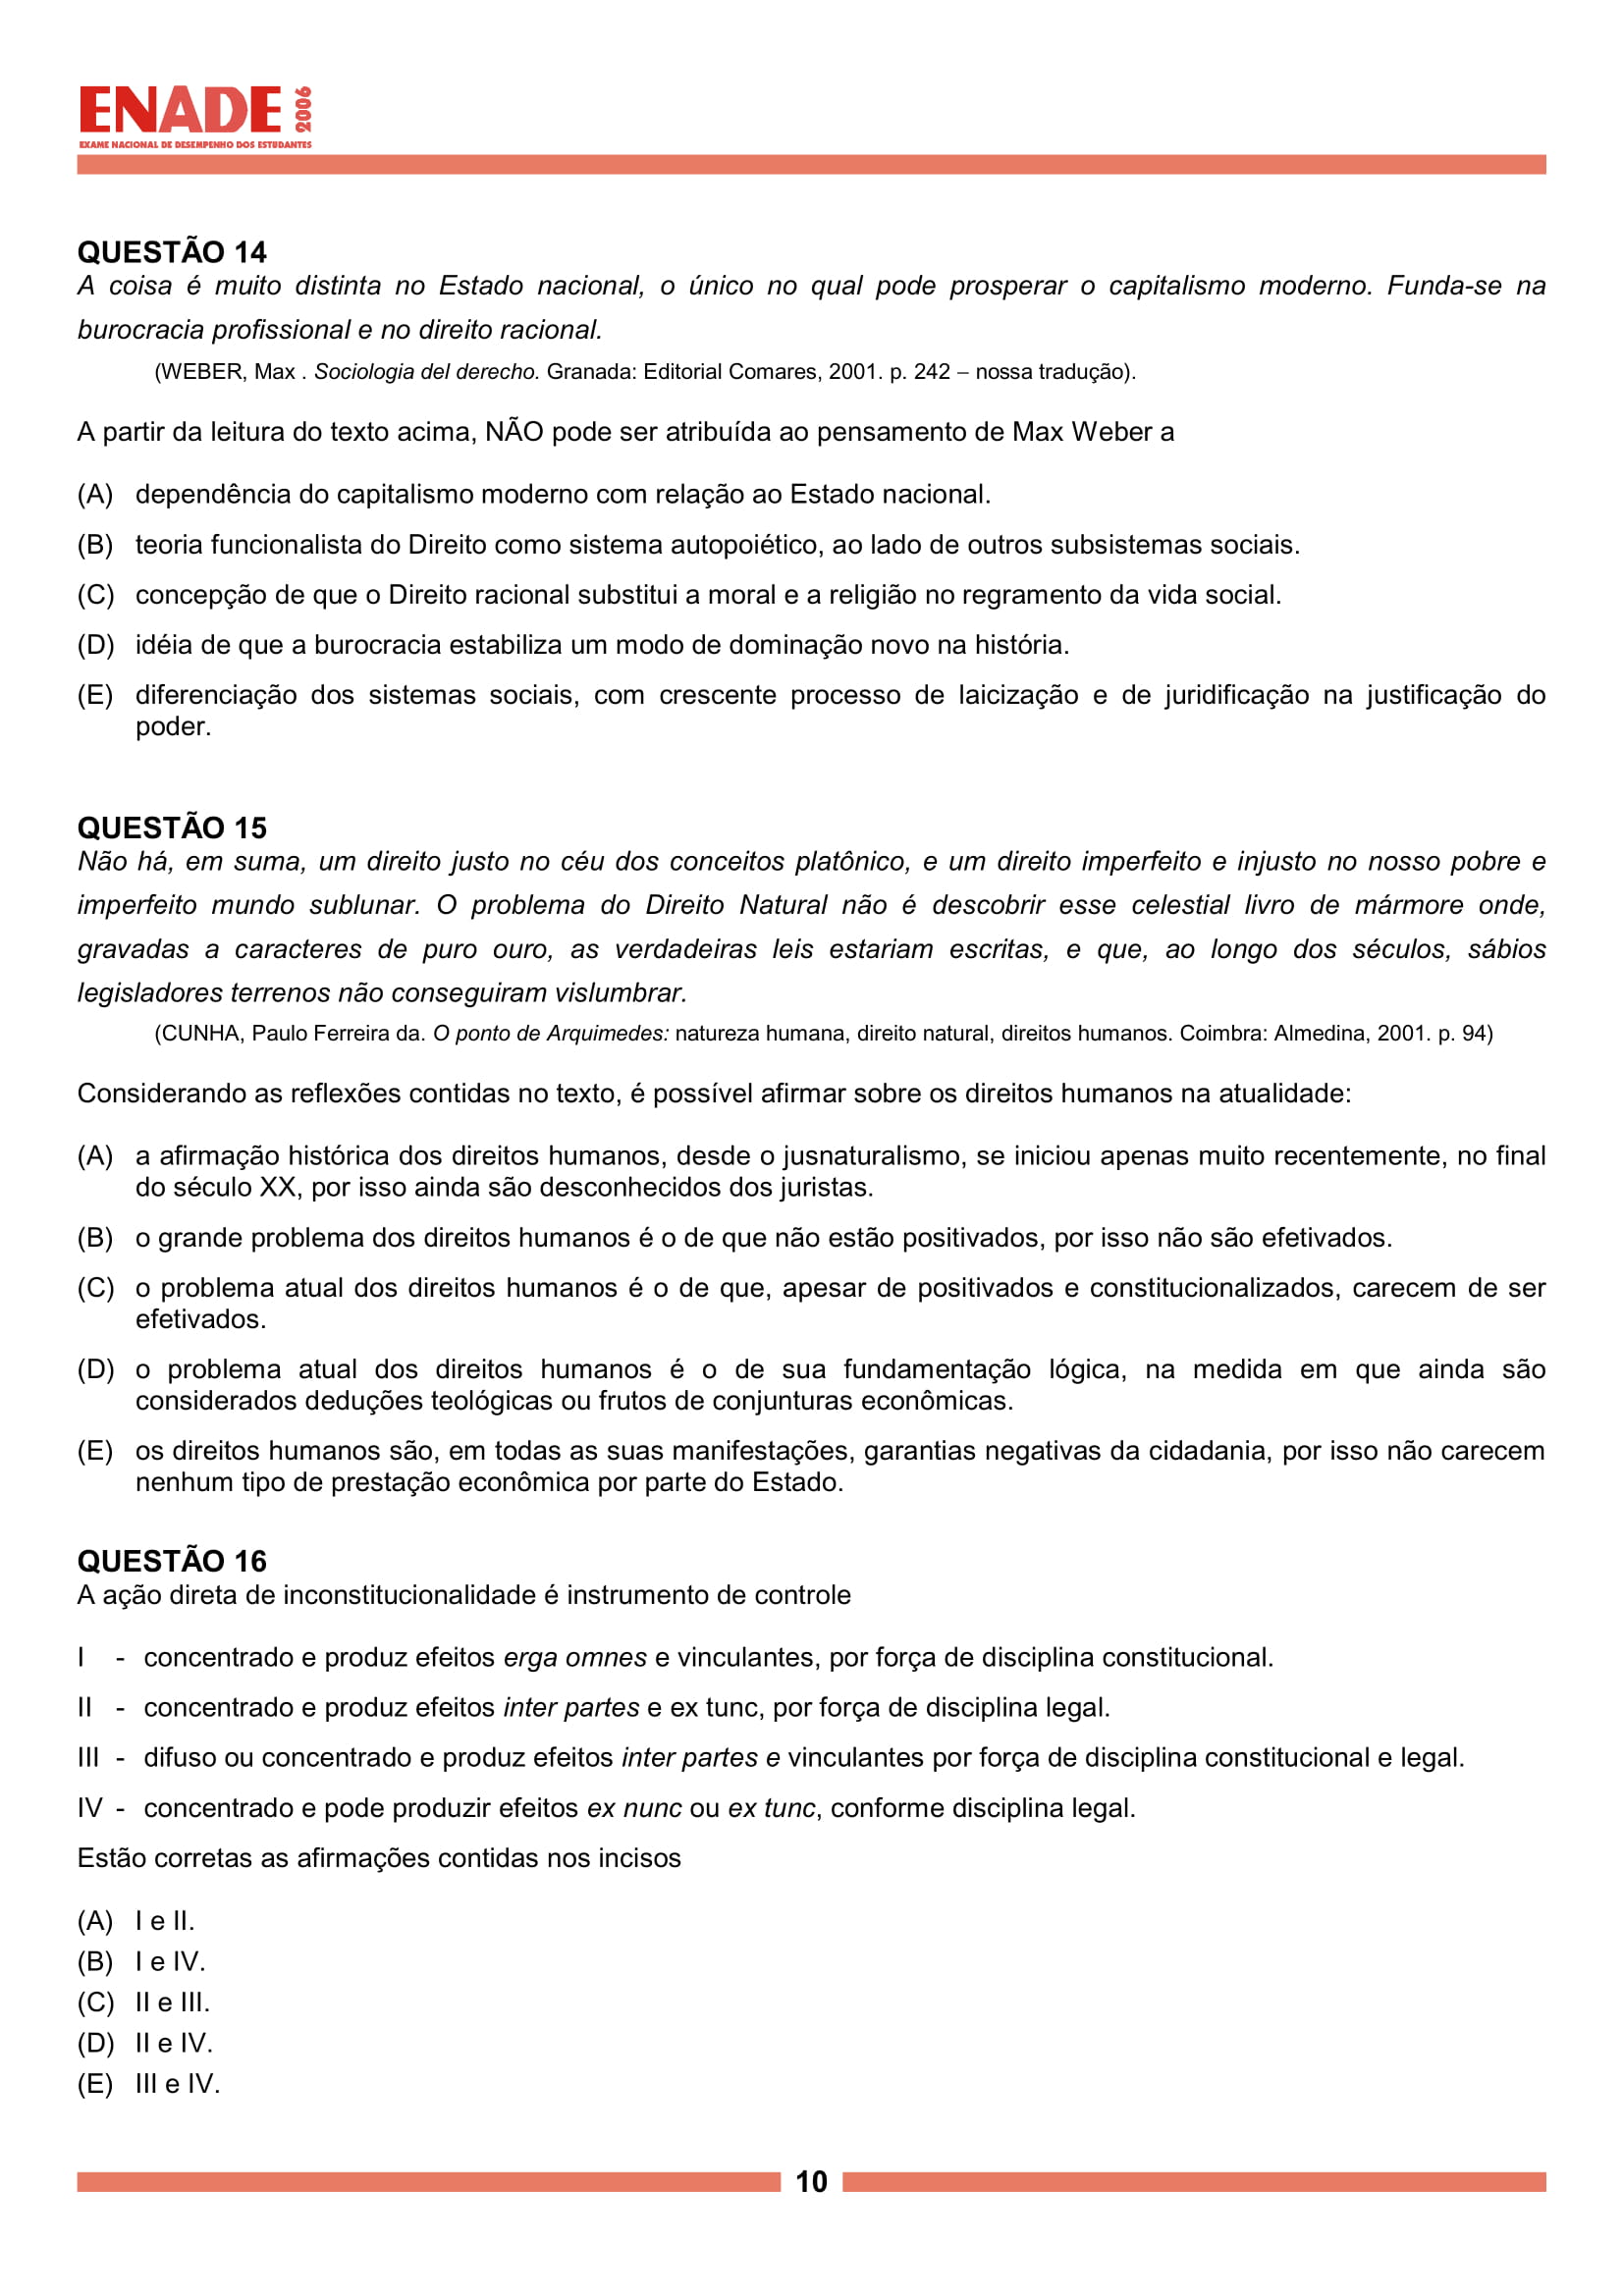 ENADE 2006
EXAME NACIONAL DE DESEMPENHO DOS ESTUDANTES
QUESTÃO 14
A coisa é muito distinta no Estado nacional, o único no qual pode prosperar o capitalismo moderno. Funda-se na
burocracia profissional e no direito racional.
(WEBER, Max . Sociologia del derecho. Granada: Editorial Comares, 2001. p. 242 – nossa tradução).
A partir da leitura do texto acima, NÃO pode ser atribuída ao pensamento de Max Weber a
(A) dependência do capitalismo moderno com relação ao Estado nacional.
(B) teoria funcionalista do Direito como sistema autopoiético, ao lado de outros subsistemas sociais.
(C) concepção de que o Direito racional substitui a moral e a religião no regramento da vida social.
(D) idéia de que a burocracia estabiliza um modo de dominação novo na história.
(E) diferenciação dos sistemas sociais, com crescente processo de laicização e de juridificação na justificação do
poder.
QUESTÃO 15
Não há, em suma, um direito justo no céu dos conceitos platônico, e um direito imperfeito e injusto no nosso pobre e
imperfeito mundo sublunar. O problema do Direito Natural não é descobrir esse celestial livro de mármore onde,
gravadas a caracteres de puro ouro, as verdadeiras leis estariam escritas, e que, ao longo dos séculos, sábios
legisladores terrenos não conseguiram vislumbrar.
(CUNHA, Paulo Ferreira da. O ponto de Arquimedes: natureza humana, direito natural, direitos humanos. Coimbra: Almedina, 2001. p. 94)
Considerando as reflexões contidas no texto, é possível afirmar sobre os direitos humanos na atualidade:
(A) a afirmação histórica dos direitos humanos, desde o jusnaturalismo, se iniciou apenas muito recentemente, no final
do século XX, por isso ainda são desconhecidos dos juristas.
(B) o grande problema dos direitos humanos é o de que não estão positivados, por isso não são efetivados.
(C) o problema atual dos direitos humanos é o de que, apesar de positivados e constitucionalizados, carecem de ser
efetivados.
(D) o problema atual dos direitos humanos é o de sua fundamentação lógica, na medida em que ainda são
considerados deduções teológicas ou frutos de conjunturas econômicas.
(E) os direitos humanos são, em todas as suas manifestações, garantias negativas da cidadania, por isso não carecem
nenhum tipo de prestação econômica por parte do Estado.
QUESTÃO 16
A ação direta de inconstitucionalidade é instrumento de controle
I - concentrado e produz efeitos erga omnes e vinculantes, por força de disciplina constitucional.
II - concentrado e produz efeitos inter partes e ex tunc, por força de disciplina legal.
III - difuso ou concentrado e produz efeitos inter partes e vinculantes por força de disciplina constitucional e legal.
IV - concentrado e pode produzir efeitos ex nunc ou ex tunc, conforme disciplina legal.
Estão corretas as afirmações contidas nos incisos
(A) I e II.
(B) I e IV.
(C) II e III.
(D) II e IV.
(E) III e IV.
10